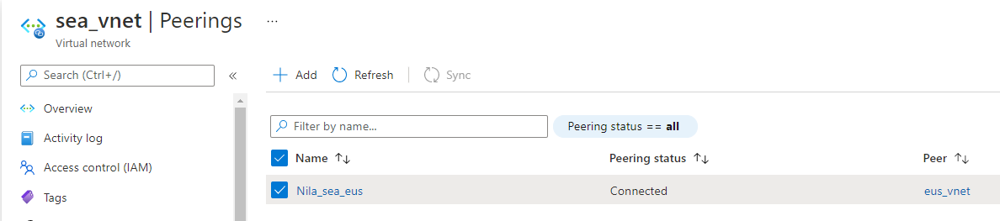 sea_vnet | Peerings ...
Virtual network
Search (Ctrl+/) «
Add Refresh Sync
Overview
Activity log
Access control (IAM)
Tags
Filter by name...
Peering status == all
Name ↑↓ Peering status ↑↓ Peer ↑↓
Nila_sea_eus Connected eus_vnet